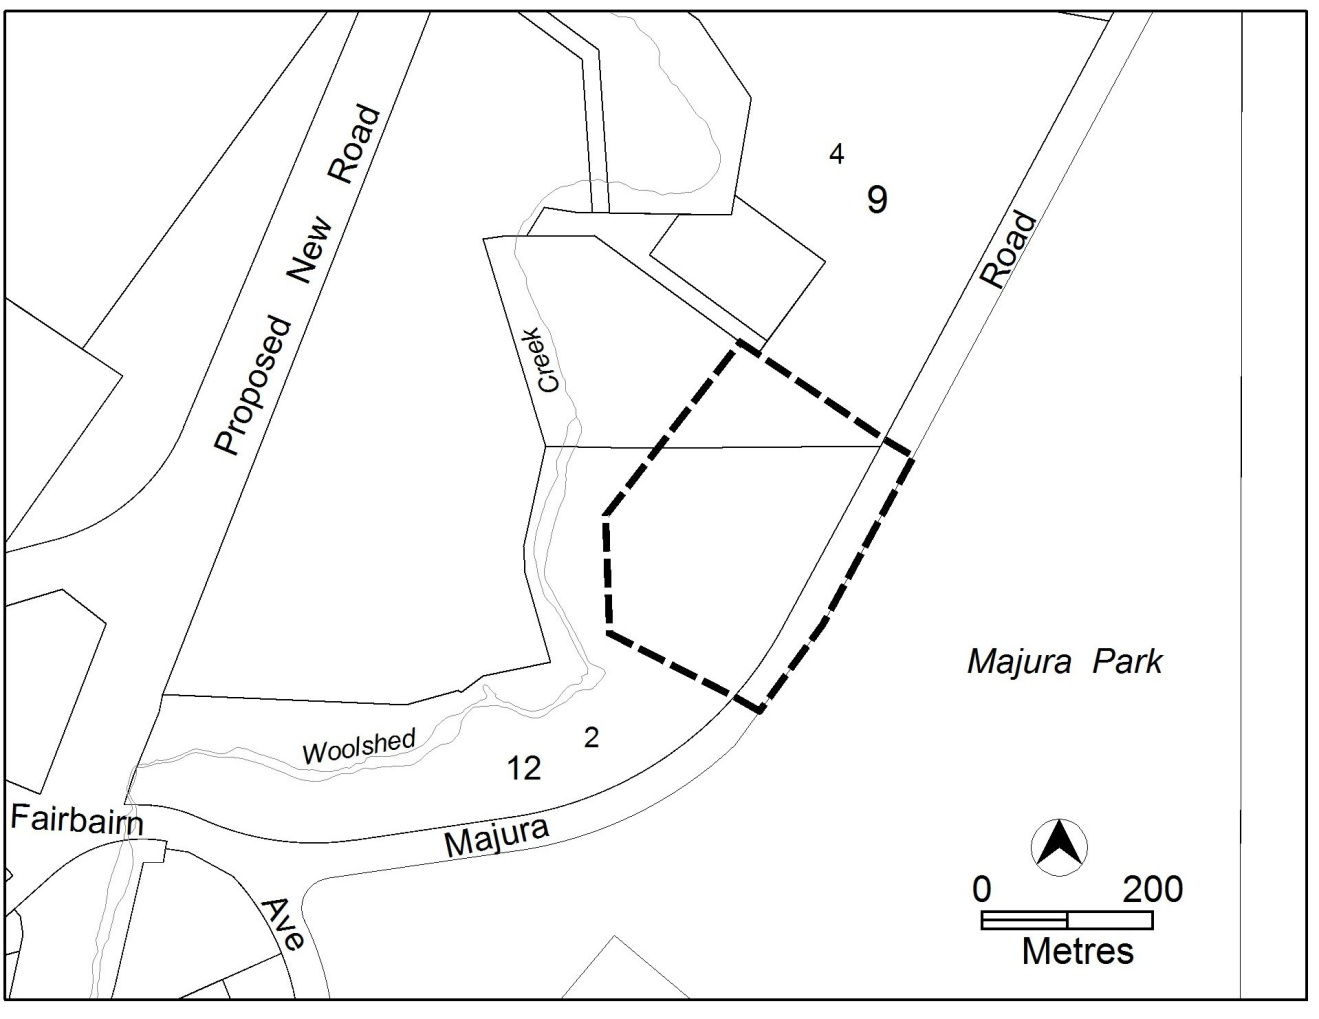 Proposed New Road
4
9
Road
Creek
Majura Park
Woolshed
2
12
Fairbairn
Majura
Ave
0 200
Metres